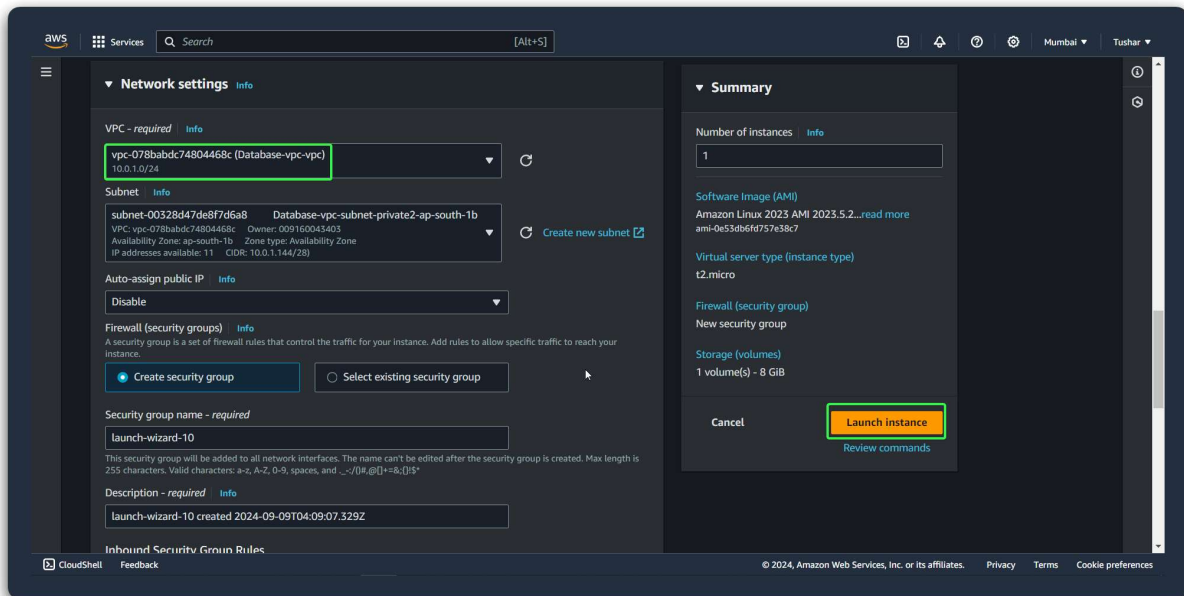 aws
Services
Search
[Alt+S]
Mumbai
Tushar
Network settings Info
VPC - required Info
vpc-078babdc74804468c (Database-vpc-vpc)
10.0.1.0/24
Subnet Info
subnet-00328d47de8f7d6a8 Database-vpc-subnet-private2-ap-south-1b
VPC: vpc-078babdc74804468c Owner: 009160043403
Availability Zone: ap-south-1b Zone type: Availability Zone
IP addresses available: 11 CIDR: 10.0.1.144/28)
Create new subnet
Auto-assign public IP Info
Disable
Firewall (security groups) Info
A security group is a set of firewall rules that control the traffic for your instance. Add rules to allow specific traffic to reach your
instance.
Create security group
Select existing security group
Security group name - required
launch-wizard-10
This security group will be added to all network interfaces. The name can't be edited after the security group is created. Max length is
255 characters. Valid characters: a-z, A-Z, 0-9, spaces, and ._-:/()#,@[]+=&;{}!$*
Description - required Info
launch-wizard-10 created 2024-09-09T04:09:07.329Z
Inbound Security Group Rules
Summary
Number of instances Info
1
Software Image (AMI)
Amazon Linux 2023 AMI 2023.5.2...read more
ami-0e53db6fd757e38c7
Virtual server type (instance type)
t2.micro
Firewall (security group)
New security group
Storage (volumes)
1 volume(s) - 8 GiB
Cancel
Launch instance
Review commands
CloudShell
Feedback
© 2024, Amazon Web Services, Inc. or its affiliates.
Privacy
Terms
Cookie preferences